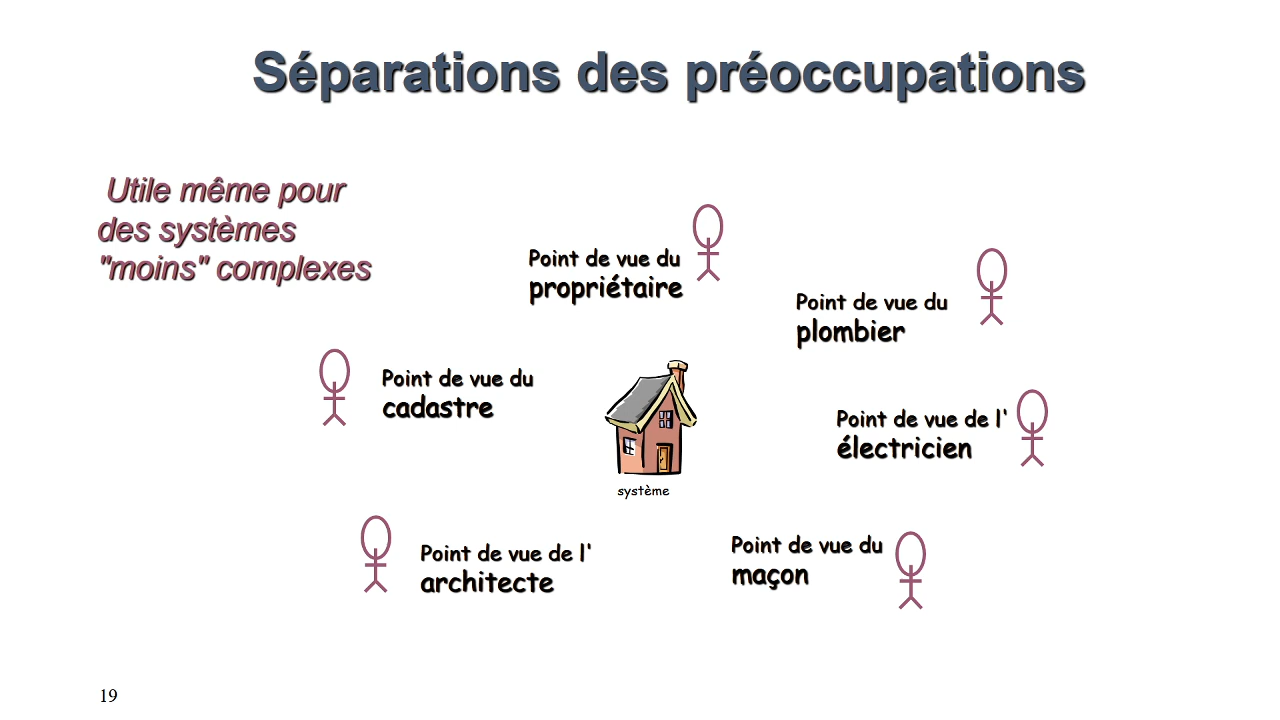 Séparations des préoccupations
Utile même pour
des systèmes
"moins" complexes
Point de vue du
propriétaire
Point de vue du
plombier
Point de vue du
cadastre
Point de vue de l'
électricien
système
Point de vue de l'
architecte
Point de vue du
maçon
19